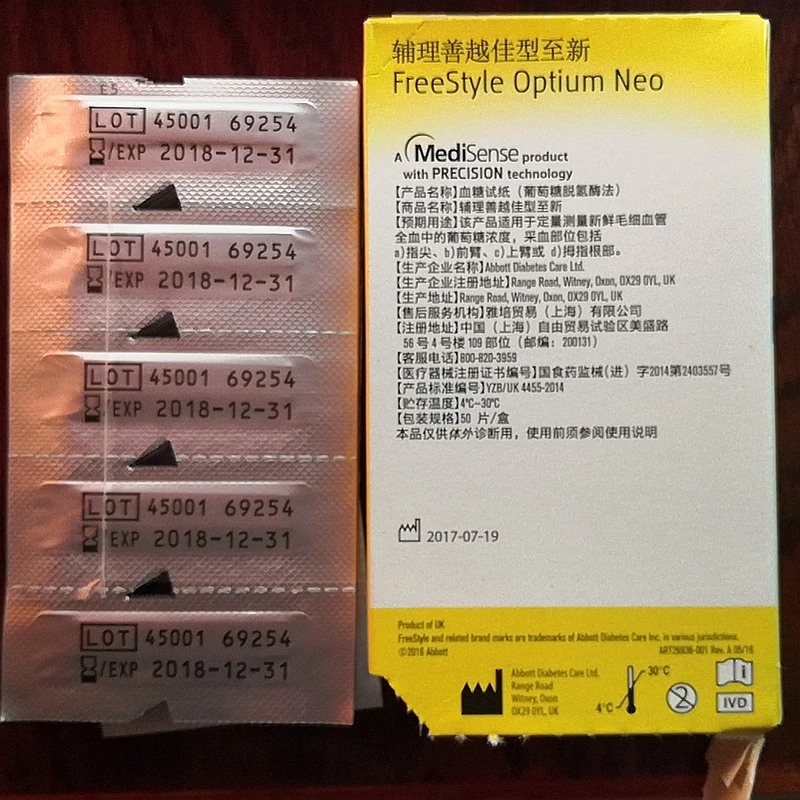 E5
LOT 45001 69254
/EXP 2018-12-31
LOT 45001 69254
/EXP 2018-12-31
LOT 45001 69254
/EXP 2018-12-31
LOT 45001 69254
/EXP 2018-12-31
LOT 45001 69254
/EXP 2018-12-31
辅理善越佳型至新
FreeStyle Optium Neo
A MediSense product
with PRECISION technology
【产品名称】血糖试纸（葡萄糖脱氢酶法）
【商品名称】辅理善越佳型至新
【预期用途】该产品适用于定量测量新鲜毛细血管
全血中的葡萄糖浓度，采血部位包括
a)指尖、b)前臂、c)上臂或 d)拇指根部。
【生产企业名称】Abbott Diabetes Care Ltd.
【生产企业注册地址】Range Road, Witney, Oxon, OX29 0YL, UK
【生产地址】Range Road, Witney, Oxon, OX29 0YL, UK
【售后服务机构】雅培贸易（上海）有限公司
【注册地址】中国（上海）自由贸易试验区美盛路
56 号 4 号楼 109 部位（邮编：200131）
【客服电话】800-820-3959
【医疗器械注册证书编号】国食药监械(进）字2014第2403557号
【产品标准编号】YZB/UK 4455-2014
【贮存温度】4°C~30°C
【包装规格】50 片/盒
本品仅供体外诊断用，使用前须参阅使用说明
2017-07-19
Product of UK
FreeStyle and related brand marks are trademarks of Abbott Diabetes Care Inc. in various jurisdictions.
©2016 Abbott
ART26936-001 Rev. A 05/16
Abbott Diabetes Care Ltd.
Range Road
Witney, Oxon
OX29 0YL, UK
30°C
4°C
2
i
IVD